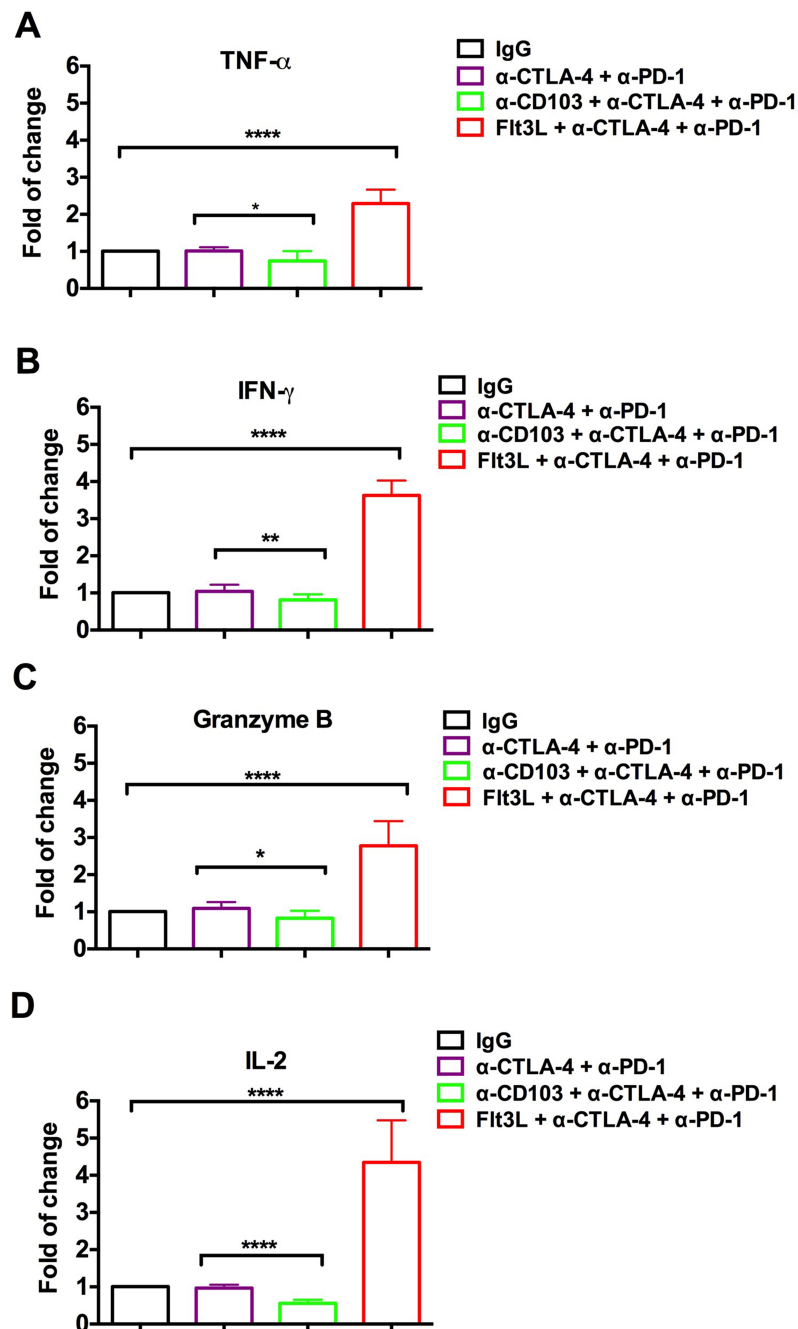 A
TNF-α
Fold of change
6
5
4
3
2
1
0
****
*
IgG
α-CTLA-4 + α-PD-1
α-CD103 + α-CTLA-4 + α-PD-1
Flt3L + α-CTLA-4 + α-PD-1
B
IFN-γ
Fold of change
6
5
4
3
2
1
0
****
**
IgG
α-CTLA-4 + α-PD-1
α-CD103 + α-CTLA-4 + α-PD-1
Flt3L + α-CTLA-4 + α-PD-1
C
Granzyme B
Fold of change
6
5
4
3
2
1
0
****
*
IgG
α-CTLA-4 + α-PD-1
α-CD103 + α-CTLA-4 + α-PD-1
Flt3L + α-CTLA-4 + α-PD-1
D
IL-2
Fold of change
6
5
4
3
2
1
0
****
****
IgG
α-CTLA-4 + α-PD-1
α-CD103 + α-CTLA-4 + α-PD-1
Flt3L + α-CTLA-4 + α-PD-1